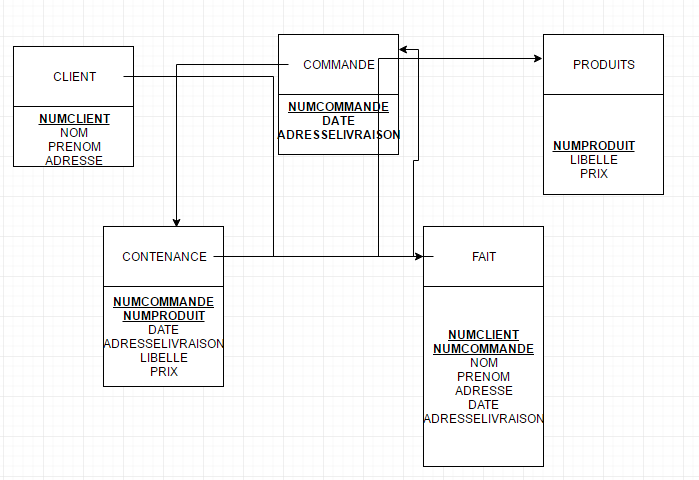 CLIENT
NUMCLIENT
NOM
PRENOM
ADRESSE
COMMANDE
NUMCOMMANDE
DATE
ADRESSELIVRAISON
PRODUITS
NUMPRODUIT
LIBELLE
PRIX
CONTENANCE
NUMCOMMANDE
NUMPRODUIT
DATE
ADRESSELIVRAISON
LIBELLE
PRIX
FAIT
NUMCLIENT
NUMCOMMANDE
NOM
PRENOM
ADRESSE
DATE
ADRESSELIVRAISON